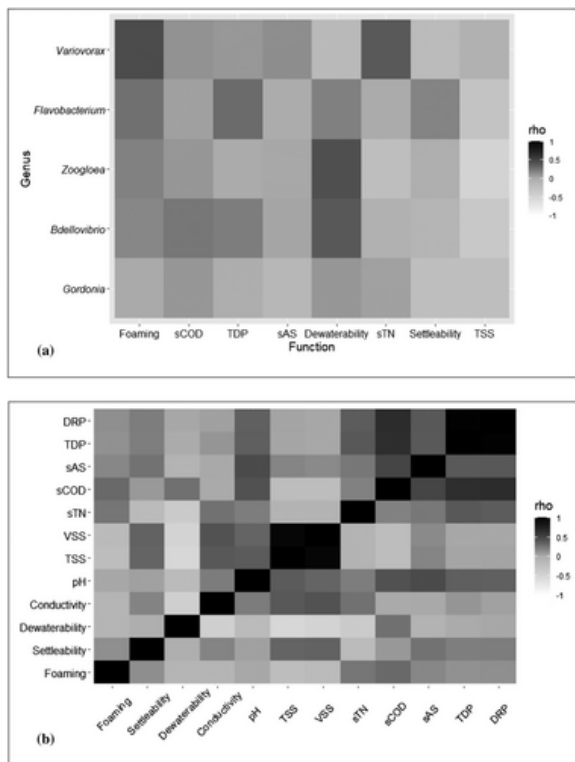 Variovorax
Flavobacterium
Zoogloea
Bdellovibrio
Gordonia
Genus
Foaming sCOD TDP sAS Dewaterability sTN Settleability TSS
Function
rho
1
0.5
0
-0.5
-1
(a)
DRP
TDP
sAS
sCOD
sTN
VSS
TSS
pH
Conductivity
Dewaterability
Settleability
Foaming
Foaming Settleability Dewaterability Conductivity pH TSS VSS sTN sCOD sAS TDP DRP
rho
1
0.5
0
-0.5
-1
(b)